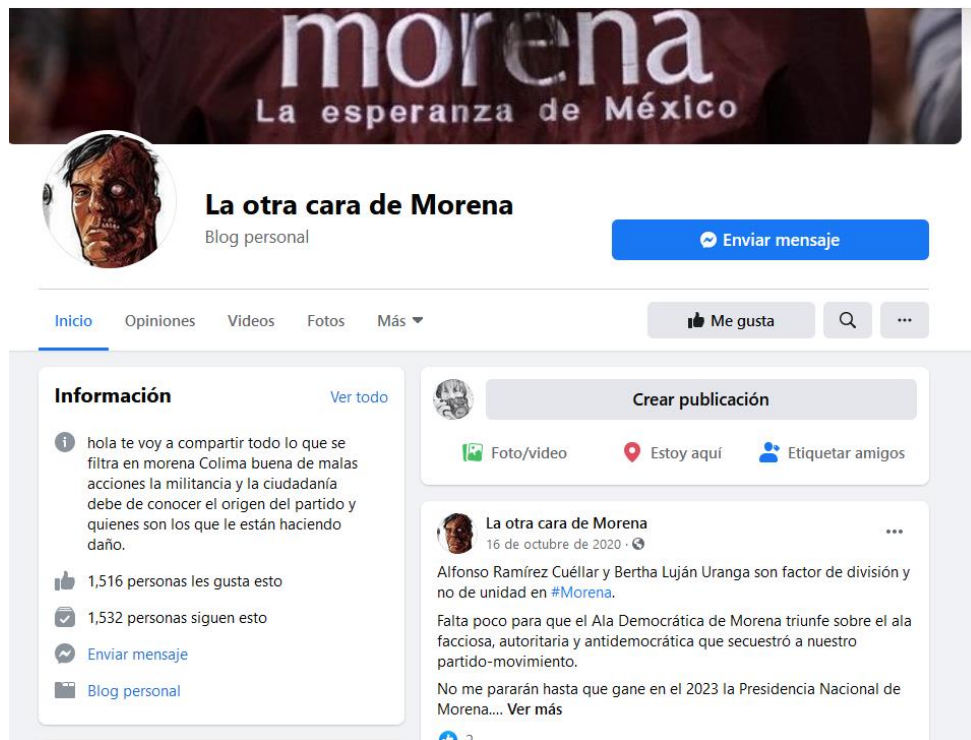 morena
La esperanza de México
La otra cara de Morena
Blog personal
Enviar mensaje
Inicio
Opiniones
Videos
Fotos
Más
Me gusta
Información
Ver todo
hola te voy a compartir todo lo que se
filtra en morena Colima buena de malas
acciones la militancia y la ciudadanía
debe de conocer el origen del partido y
quienes son los que le están haciendo
daño.
1,516 personas les gusta esto
1,532 personas siguen esto
Enviar mensaje
Blog personal
Crear publicación
Foto/video
Estoy aquí
Etiquetar amigos
La otra cara de Morena
16 de octubre de 2020 ·
Alfonso Ramírez Cuéllar y Bertha Luján Uranga son factor de división y
no de unidad en #Morena.
Falta poco para que el Ala Democrática de Morena triunfe sobre el ala
facciosa, autoritaria y antidemocrática que secuestró a nuestro
partido-movimiento.
No me pararán hasta que gane en el 2023 la Presidencia Nacional de
Morena.... Ver más